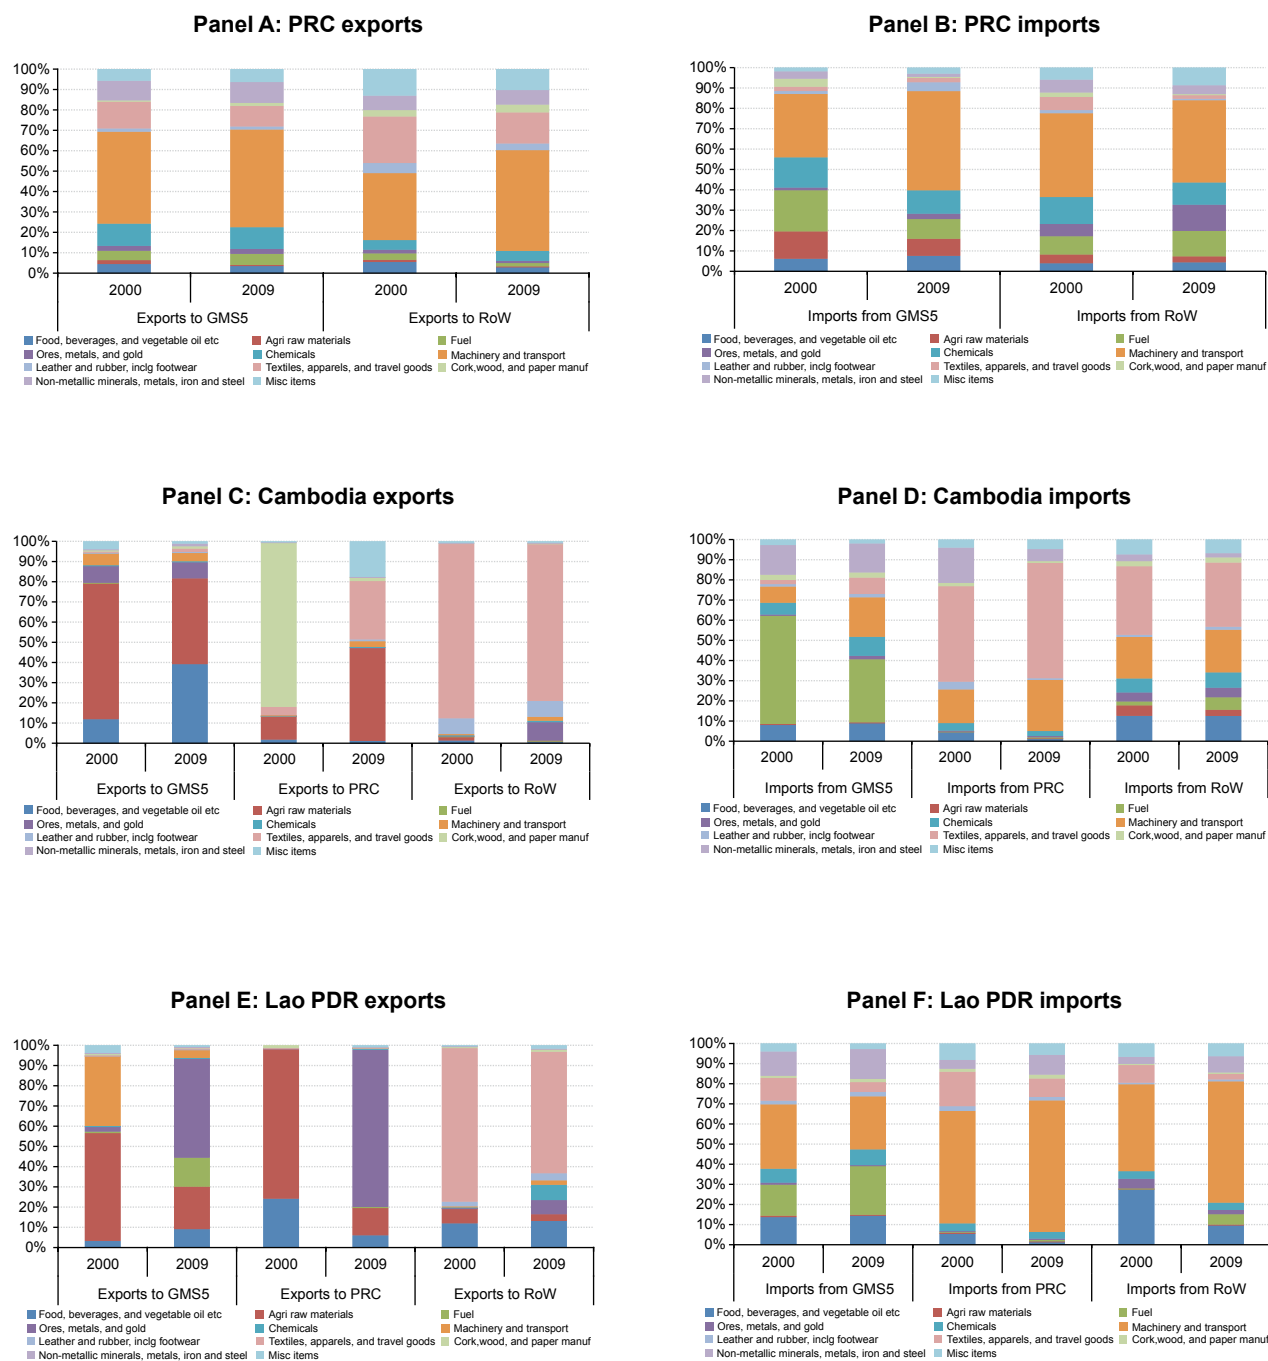 Panel A: PRC exports
100%
90%
80%
70%
60%
50%
40%
30%
20%
10%
0%
2000 2009 2000 2009
Exports to GMS5 Exports to RoW
Food, beverages, and vegetable oil etc Agri raw materials Fuel
Ores, metals, and gold Chemicals Machinery and transport
Leather and rubber, inclg footwear Textiles, apparels, and travel goods Cork,wood, and paper manuf
Non-metallic minerals, metals, iron and steel Misc items
Panel B: PRC imports
100%
90%
80%
70%
60%
50%
40%
30%
20%
10%
0%
2000 2009 2000 2009
Imports from GMS5 Imports from RoW
Food, beverages, and vegetable oil etc Agri raw materials Fuel
Ores, metals, and gold Chemicals Machinery and transport
Leather and rubber, inclg footwear Textiles, apparels, and travel goods Cork,wood, and paper manuf
Non-metallic minerals, metals, iron and steel Misc items
Panel C: Cambodia exports
100%
90%
80%
70%
60%
50%
40%
30%
20%
10%
0%
2000 2009 2000 2009 2000 2009
Exports to GMS5 Exports to PRC Exports to RoW
Food, beverages, and vegetable oil etc Agri raw materials Fuel
Ores, metals, and gold Chemicals Machinery and transport
Leather and rubber, inclg footwear Textiles, apparels, and travel goods Cork,wood, and paper manuf
Non-metallic minerals, metals, iron and steel Misc items
Panel D: Cambodia imports
100%
90%
80%
70%
60%
50%
40%
30%
20%
10%
0%
2000 2009 2000 2009 2000 2009
Imports from GMS5 Imports from PRC Imports from RoW
Food, beverages, and vegetable oil etc Agri raw materials Fuel
Ores, metals, and gold Chemicals Machinery and transport
Leather and rubber, inclg footwear Textiles, apparels, and travel goods Cork,wood, and paper manuf
Non-metallic minerals, metals, iron and steel Misc items
Panel E: Lao PDR exports
100%
90%
80%
70%
60%
50%
40%
30%
20%
10%
0%
2000 2009 2000 2009 2000 2009
Exports to GMS5 Exports to PRC Exports to RoW
Food, beverages, and vegetable oil etc Agri raw materials Fuel
Ores, metals, and gold Chemicals Machinery and transport
Leather and rubber, inclg footwear Textiles, apparels, and travel goods Cork,wood, and paper manuf
Non-metallic minerals, metals, iron and steel Misc items
Panel F: Lao PDR imports
100%
90%
80%
70%
60%
50%
40%
30%
20%
10%
0%
2000 2009 2000 2009 2000 2009
Imports from GMS5 Imports from PRC Imports from RoW
Food, beverages, and vegetable oil etc Agri raw materials Fuel
Ores, metals, and gold Chemicals Machinery and transport
Leather and rubber, inclg footwear Textiles, apparels, and travel goods Cork,wood, and paper manuf
Non-metallic minerals, metals, iron and steel Misc items